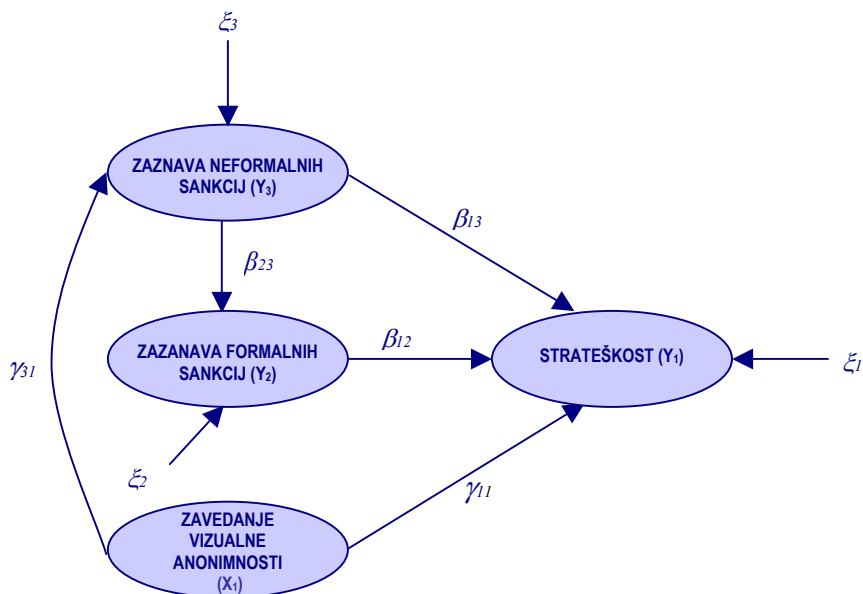 ξ3
ZAZNAVA NEFORMALNIH
SANKCIJ (Y₃)
β13
β23
ZAZANAVA FORMALNIH
SANKCIJ (Y₂)
β12
STRATEŠKOST (Y₁)
ξ1
γ31
ξ2
γ11
ZAVEDANJE
VIZUALNE
ANONIMNOSTI
(X₁)